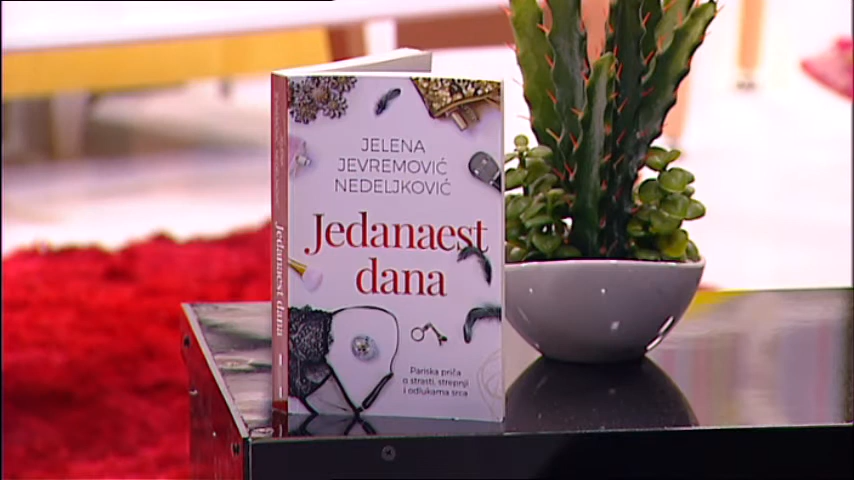 JELENA
JEVREMOVIĆ
NEDELJKOVIĆ
Jedanaest
dana
Pariska priča
o strasti, strepnji
i odlukama srca
Jedanaest dana